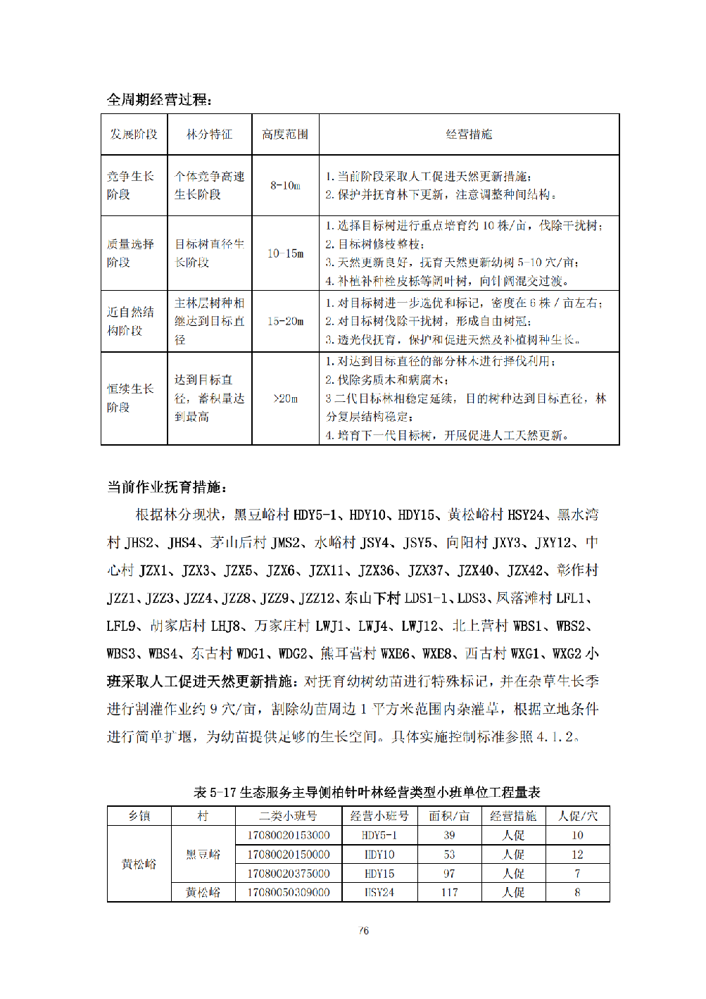 全周期经营过程：
发展阶段 林分特征 高度范围 经营措施
竞争生长阶段 个体竞争高速生长阶段 8-10m
1.当前阶段采取人工促进天然更新措施；
2.保护并抚育林下更新，注意调整种间结构。
质量选择阶段 目标树直径生长阶段 10-15m
1.选择目标树进行重点培育约 10 株/亩，伐除干扰树；
2.目标树修枝整枝；
3.天然更新良好，抚育天然更新幼树 5-10 穴/亩；
4.补植补种栓皮栎等阔叶树，向针阔混交过渡。
近自然结构阶段 主林层树种相继达到目标直径 15-20m
1.对目标树进一步选优和标记，密度在 6 株／亩左右；
2.对目标树伐除干扰树，形成自由树冠；
3.透光伐抚育，保护和促进天然及补植树种生长。
恒续生长阶段 达到目标直径，蓄积量达到最高 >20m
1.对达到目标直径的部分林木进行择伐利用；
2.伐除劣质木和病腐木；
3 二代目标林相稳定延续，目的树种达到目标直径，林
分复层结构稳定；
4.培育下一代目标树，开展促进人工天然更新。
当前作业抚育措施：
根据林分现状，黑豆峪村 HDY5-1、HDY10、HDY15、黄松峪村 HSY24、黑水湾
村 JHS2、JHS4、茅山后村 JMS2、水峪村 JSY4、JSY5、向阳村 JXY3、JXY12、中
心村 JZX1、JZX3、JZX5、JZX6、JZX11、JZX36、JZX37、JZX40、JZX42、彰作村
JZZ1、JZZ3、JZZ4、JZZ8、JZZ9、JZZ12、东山下村 LDS1-1、LDS3、凤落滩村 LFL1、
LFL9、胡家店村 LHJ8、万家庄村 LWJ1、LWJ4、LWJ12、北上营村 WBS1、WBS2、
WBS3、WBS4、东古村 WDG1、WDG2、熊耳营村 WXE6、WXE8、西古村 WXG1、WXG2 小
班采取人工促进天然更新措施：对抚育幼树幼苗进行特殊标记，并在杂草生长季
进行割灌作业约 9 穴/亩，割除幼苗周边 1 平方米范围内杂灌草，根据立地条件
进行简单扩堰，为幼苗提供足够的生长空间。具体实施控制标准参照 4.1.2。
表 5-17 生态服务主导侧柏针叶林经营类型小班单位工程量表
乡镇 村 二类小班号 经营小班号 面积/亩 经营措施 人促/穴
黄松峪 黑豆峪 17080020153000 HDY5-1 39 人促 10
17080020150000 HDY10 53 人促 12
17080020375000 HDY15 97 人促 7
黄松峪 17080050309000 HSY24 117 人促 8
76